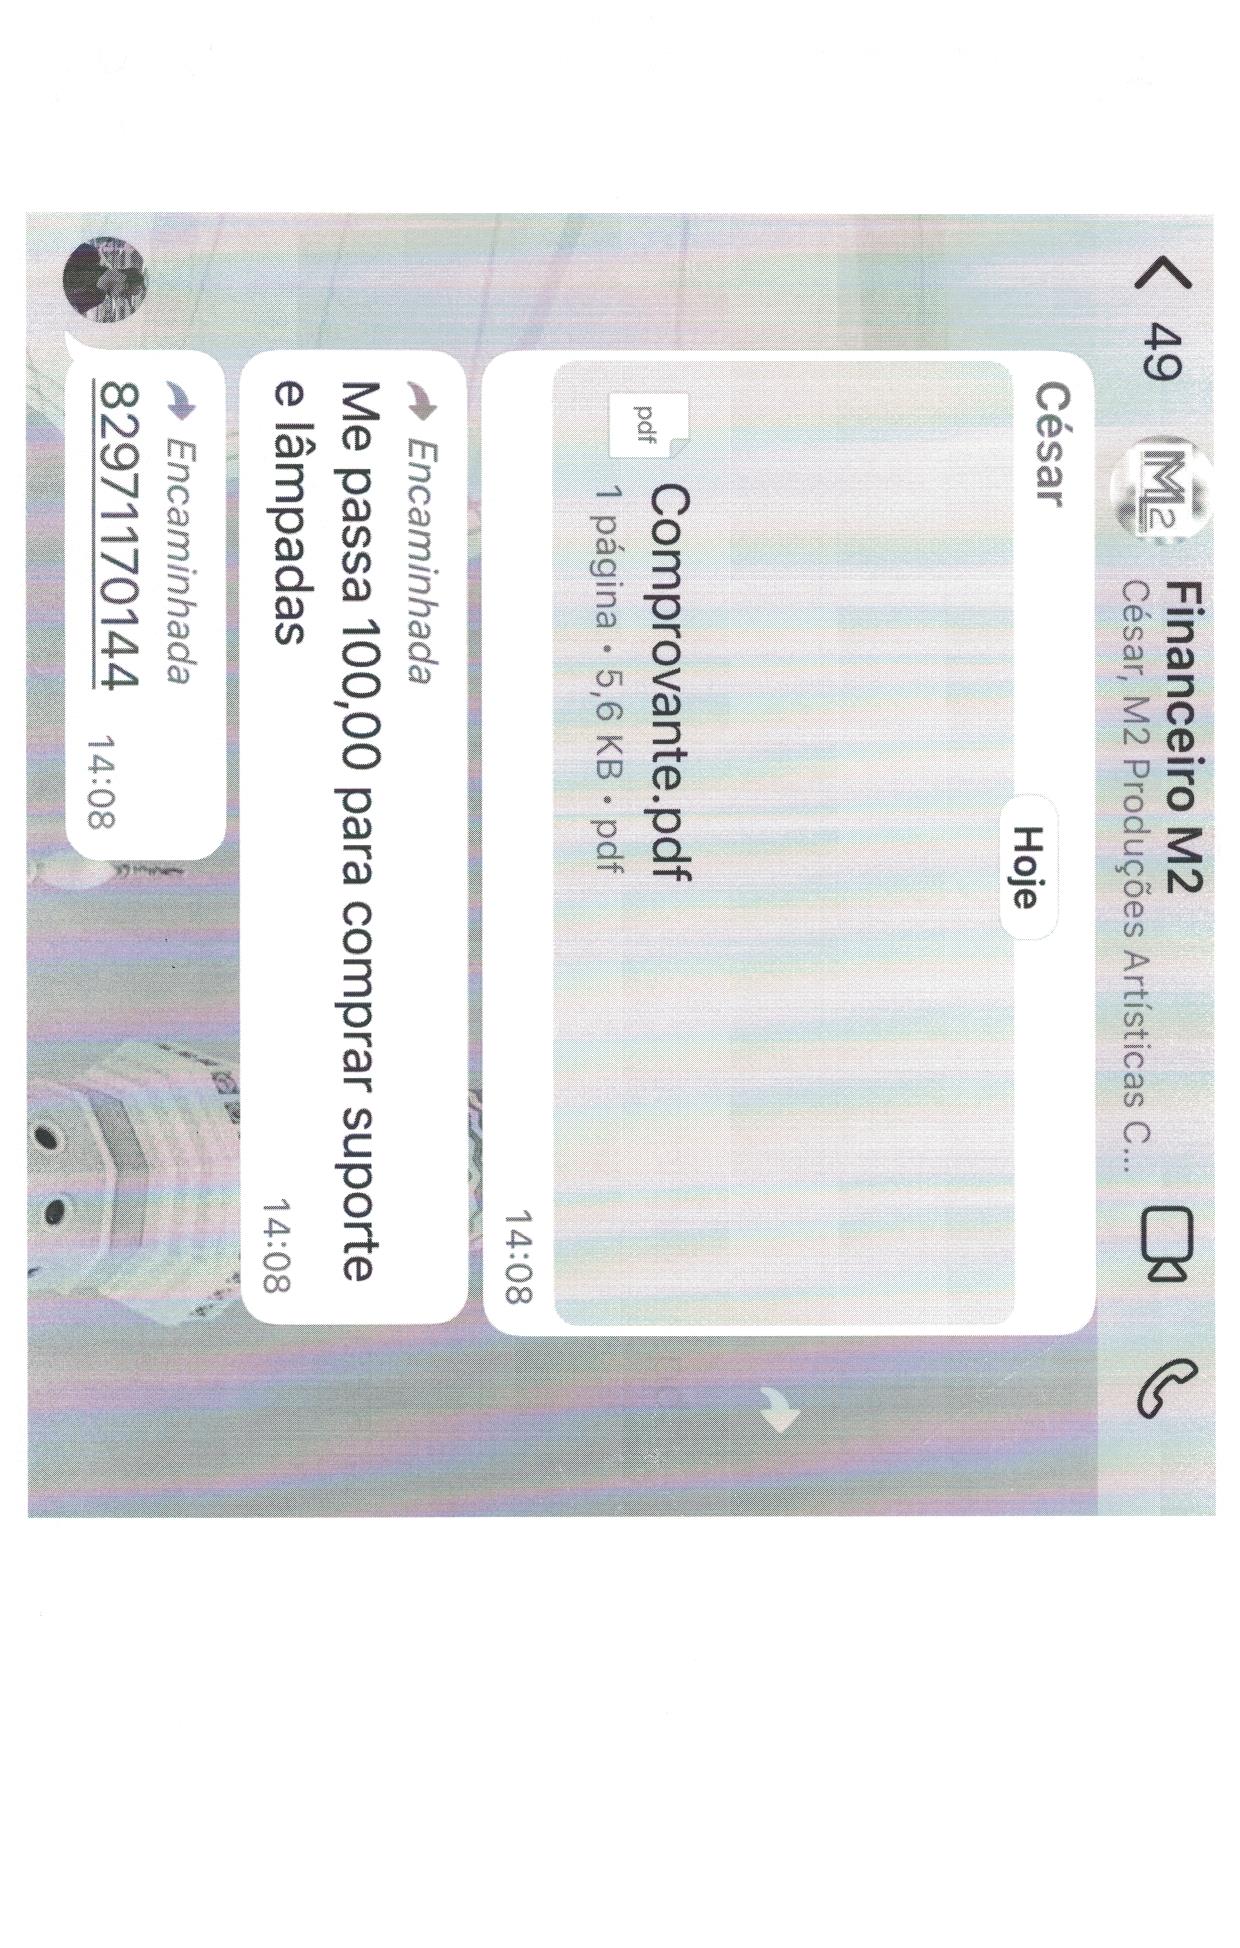 49
M2
Financeiro M2
César, M2 Produções Artísticas C...
Hoje
César
pdf
Comprovante.pdf
1 página • 5,6 KB • pdf
14:08
Encaminhada
Me passa 100,00 para comprar suporte
e lâmpadas
14:08
Encaminhada
82971170144
14:08